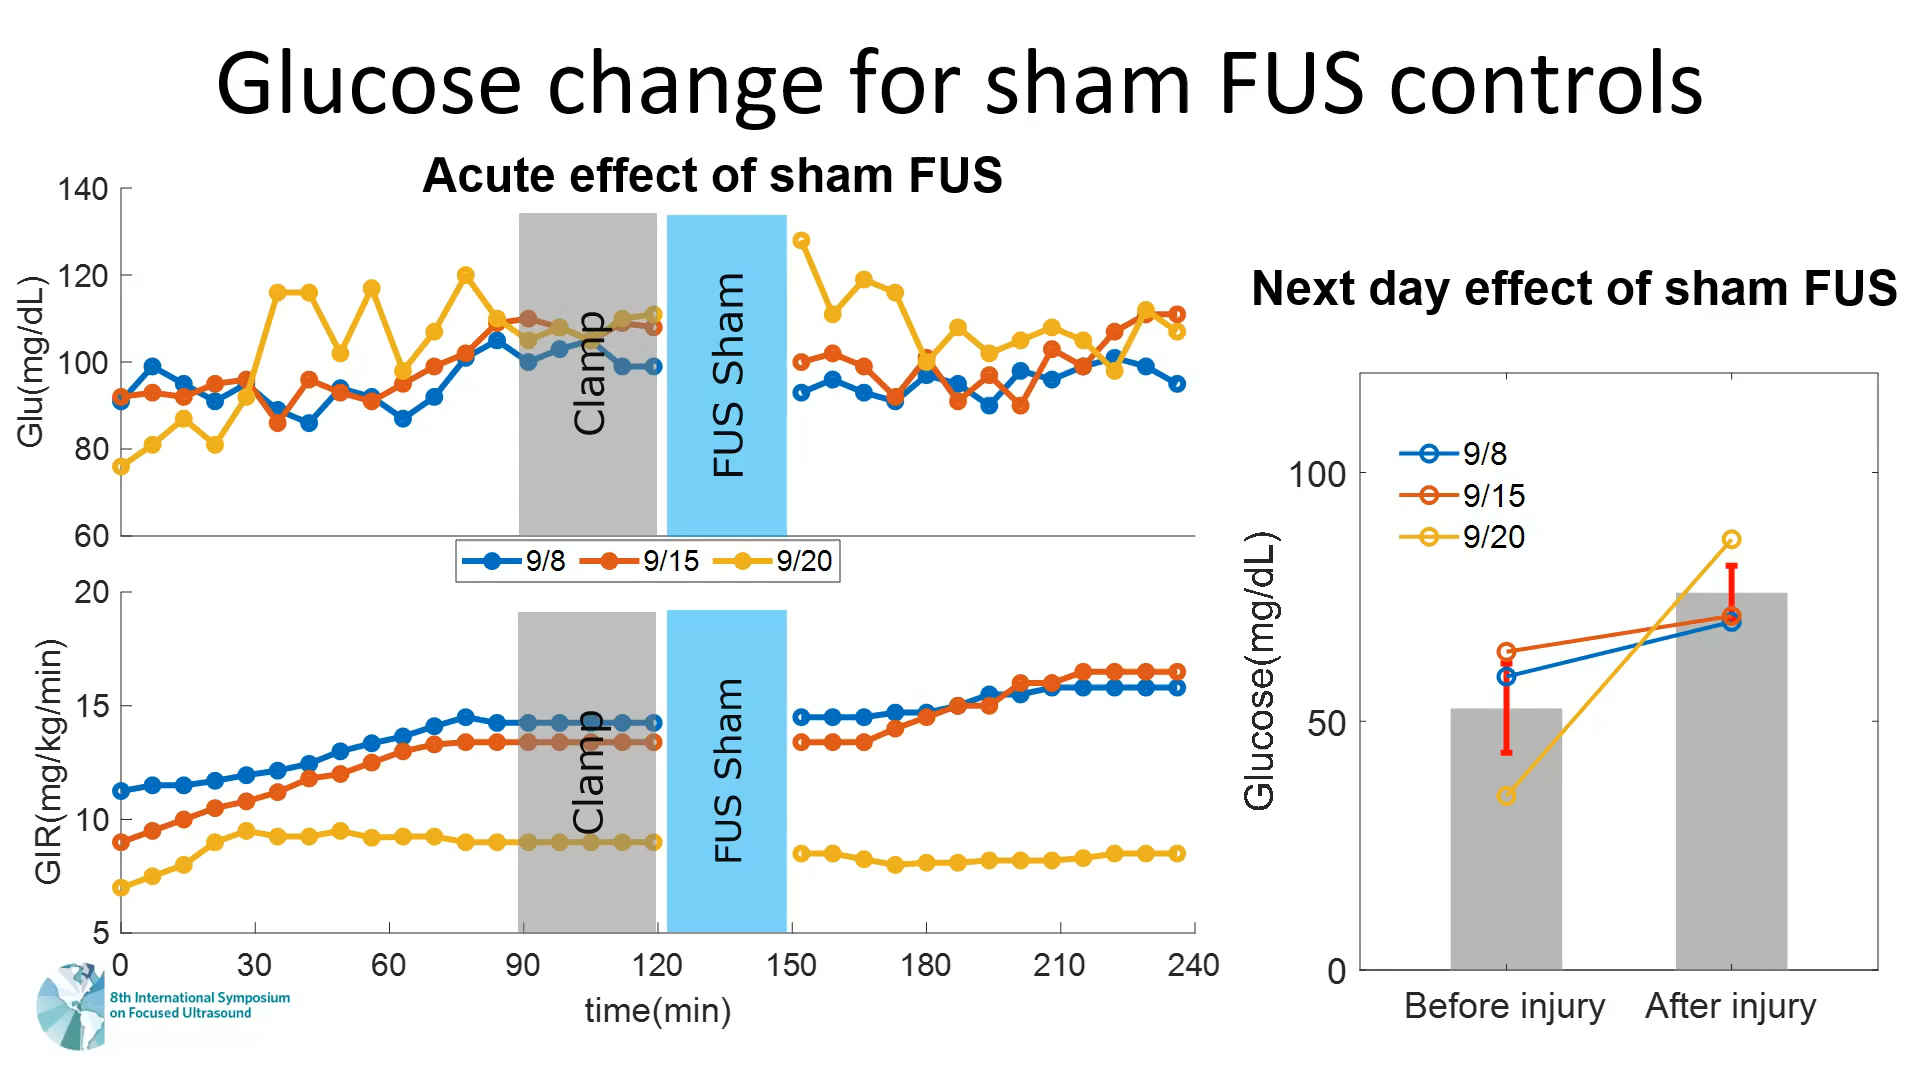 Glucose change for sham FUS controls
Acute effect of sham FUS
140
120
100
80
60
Glu(mg/dL)
Clamp
FUS Sham
9/8 9/15 9/20
20
15
10
5
GIR(mg/kg/min)
Clamp
FUS Sham
0 30 60 90 120 150 180 210 240
time(min)
Next day effect of sham FUS
9/8
9/15
9/20
100
50
0
Glucose(mg/dL)
Before injury After injury
8th International Symposium
on Focused Ultrasound